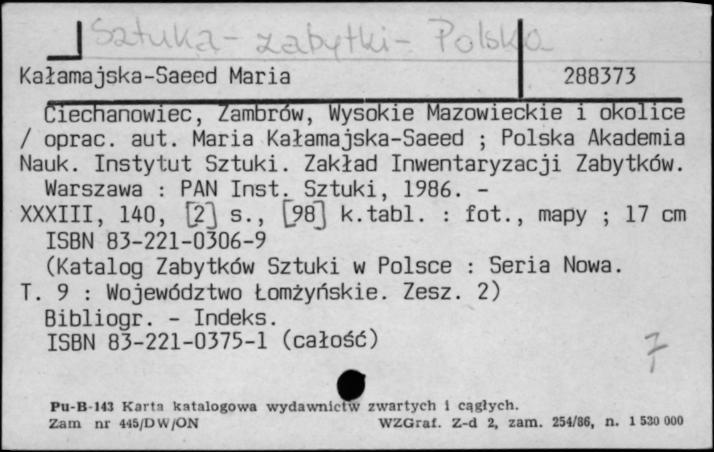 Sztuka - zabytki - Polska
Kałamajska-Saeed Maria 288373
Ciechanowiec, Zambrów, Wysokie Mazowieckie i okolice
/ oprac. aut. Maria Kałamajska-Saeed ; Polska Akademia
Nauk. Instytut Sztuki. Zakład Inwentaryzacji Zabytków.
Warszawa : PAN Inst. Sztuki, 1986. -
XXXIII, 140, [2] s., [98] k.tabl. : fot., mapy ; 17 cm
ISBN 83-221-0306-9
(Katalog Zabytków Sztuki w Polsce : Seria Nowa.
T. 9 : Województwo Łomżyńskie. Zesz. 2)
Bibliogr. - Indeks.
ISBN 83-221-0375-1 (całość)
7
Pu-B-143 Karta katalogowa wydawnictw zwartych i ciągłych.
Zam nr 445/DW/ON WZGraf. Z-d 2, zam. 254/86, n. 1 530 000